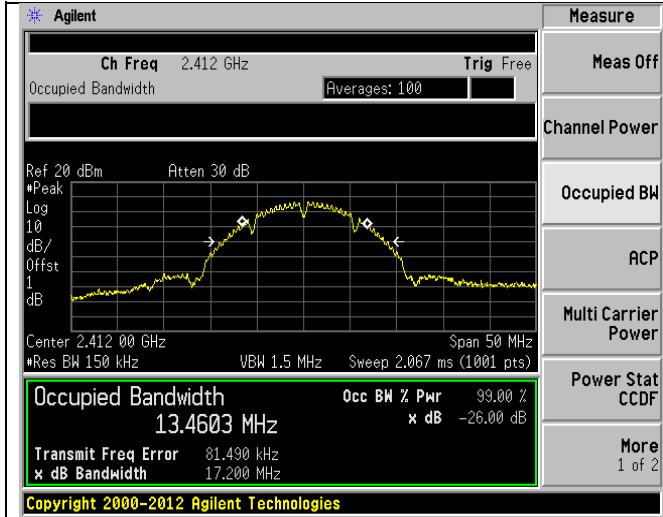 Agilent
Measure
Ch Freq 2.412 GHz Trig Free
Occupied Bandwidth Averages: 100
Meas Off
Channel Power
Occupied BW
ACP
Multi Carrier
Power
Power Stat
CCDF
More
1 of 2
Ref 20 dBm Atten 30 dB
#Peak
Log
10
dB/
Offst
1
dB
Center 2.412 00 GHz Span 50 MHz
#Res BW 150 kHz VBW 1.5 MHz Sweep 2.067 ms (1001 pts)
Occupied Bandwidth
13.4603 MHz
Occ BW % Pwr 99.00 %
x dB -26.00 dB
Transmit Freq Error 81.490 kHz
x dB Bandwidth 17.200 MHz
Copyright 2000-2012 Agilent Technologies